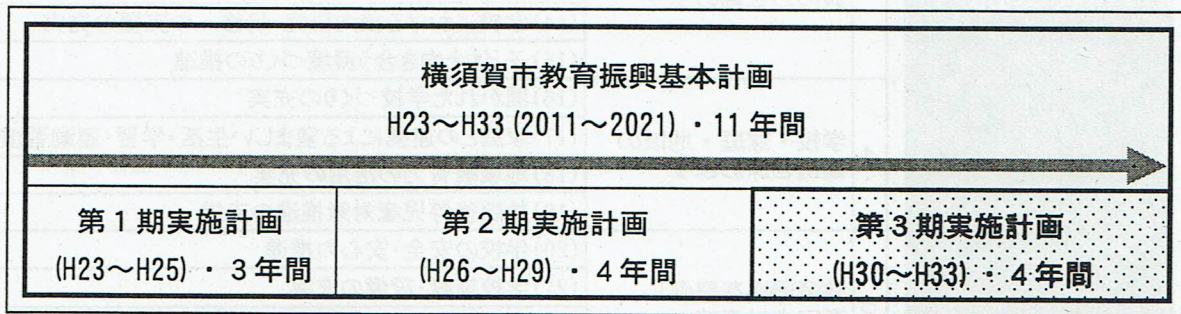 横須賀市教育振興基本計画
H23～H33(2011～2021)・11年間
第1期実施計画
(H23～H25)・3年間
第2期実施計画
(H26～H29)・4年間
第3期実施計画
(H30～H33)・4年間